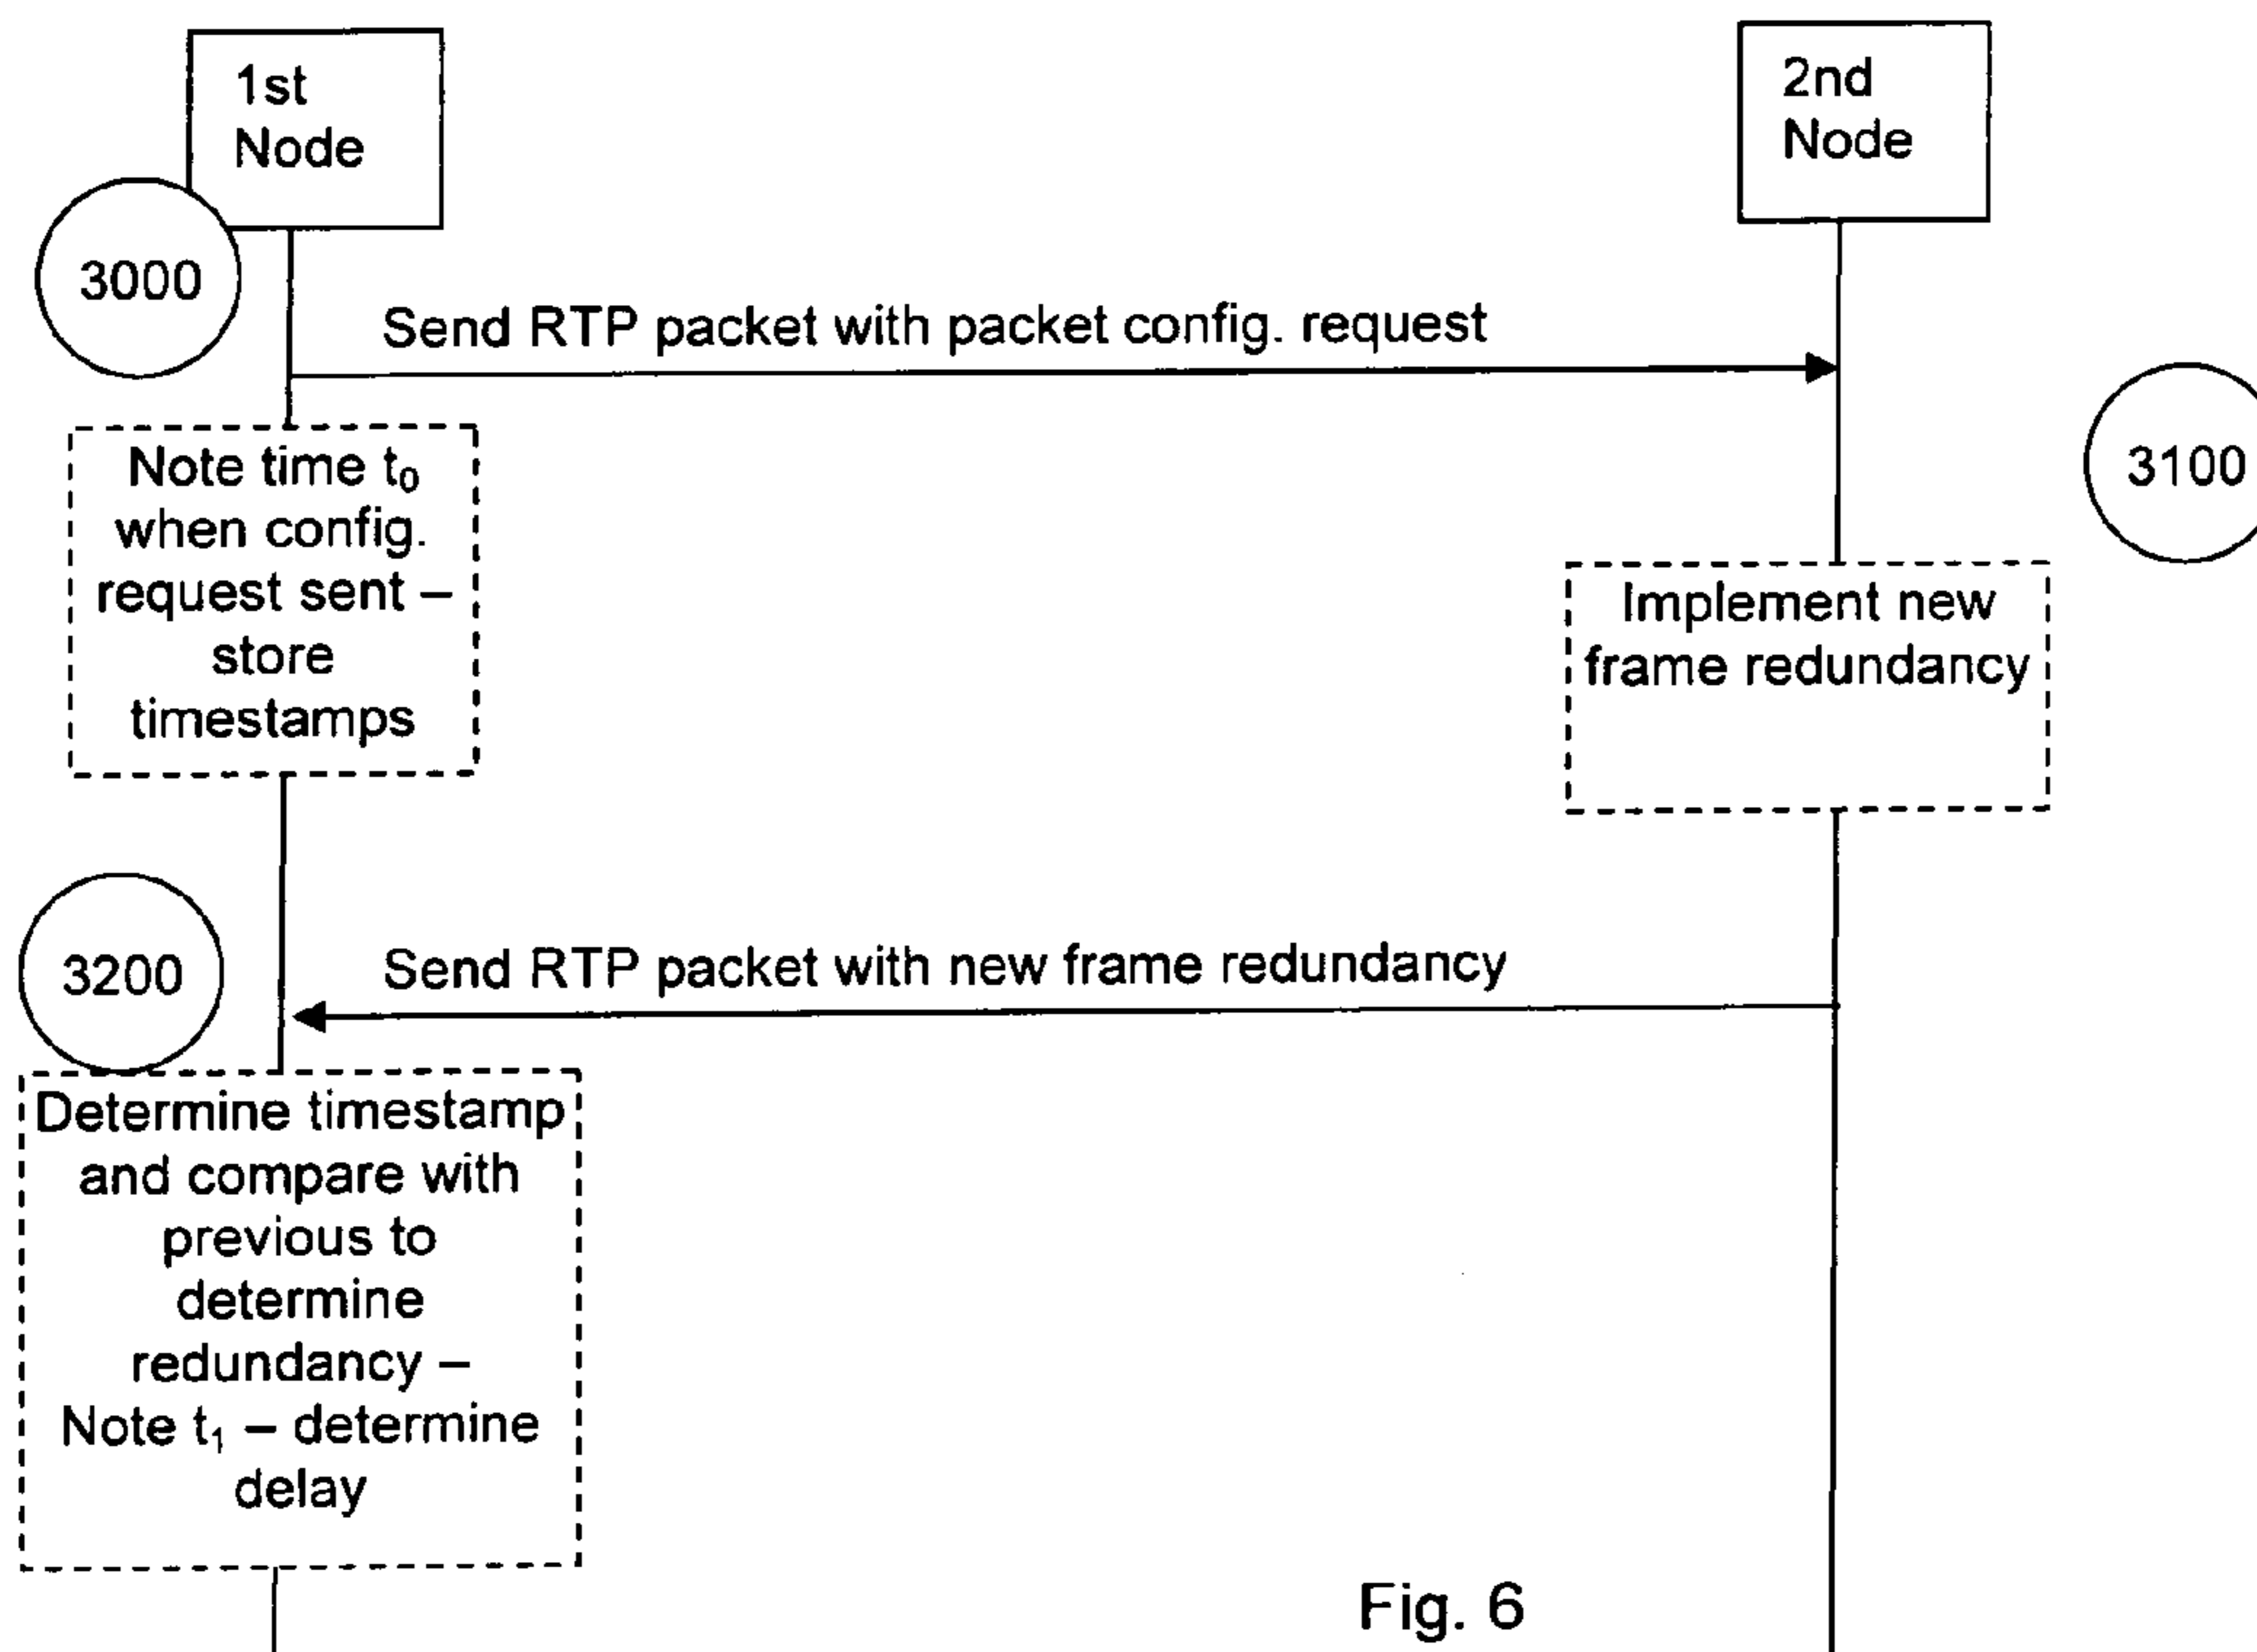 1st
Node
2nd
Node
3000
Send RTP packet with packet config. request
3100
Note time t₀
when config.
request sent –
store
timestamps
Implement new
frame redundancy
3200
Send RTP packet with new frame redundancy
Determine timestamp
and compare with
previous to
determine
redundancy –
Note t₁ – determine
delay
Fig. 6